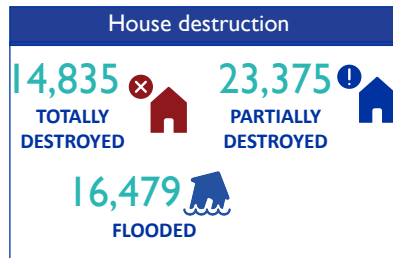 House destruction
14,835
TOTALLY
DESTROYED
23,375
PARTIALLY
DESTROYED
16,479
FLOODED